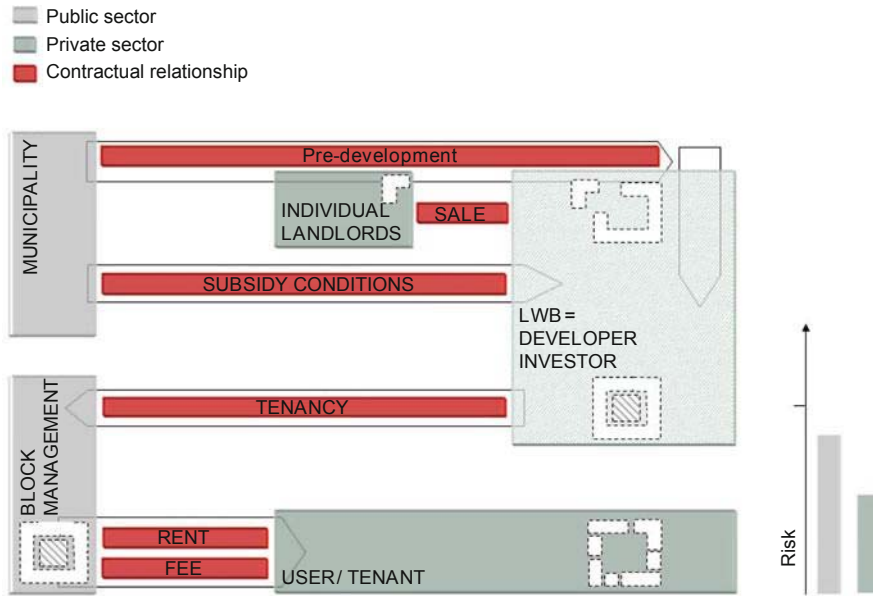 Public sector
Private sector
Contractual relationship
MUNICIPALITY
Pre-development
INDIVIDUAL
LANDLORDS
SALE
SUBSIDY CONDITIONS
LWB =
DEVELOPER
INVESTOR
BLOCK
MANAGEMENT
TENANCY
RENT
FEE
USER/ TENANT
Risk